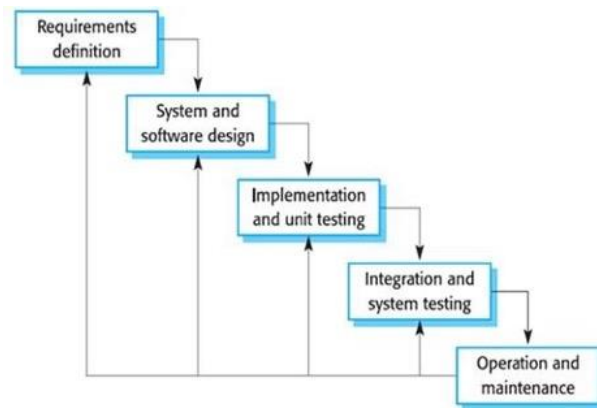 Requirements
definition
System and
software design
Implementation
and unit testing
Integration and
system testing
Operation and
maintenance